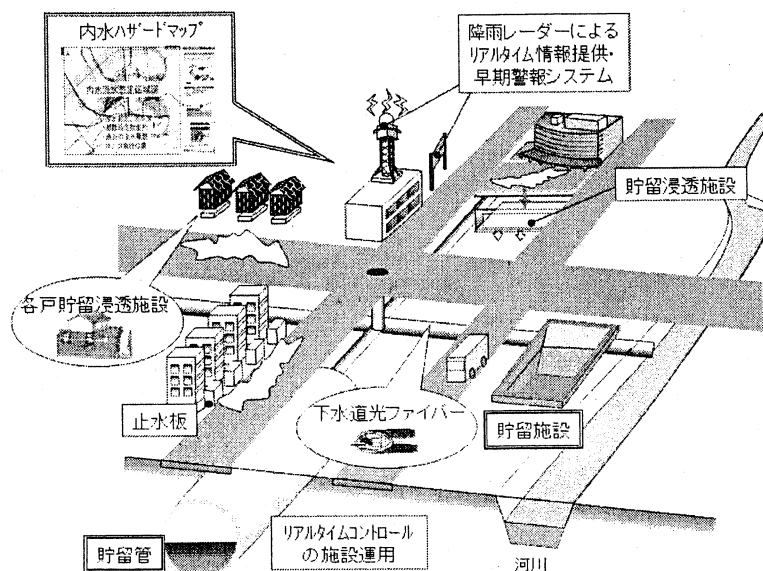 内水ハザードマップ
降雨レーダーによる
リアルタイム情報提供・
早期警報システム
貯留浸透施設
各戸貯留浸透施設
止水板
下水道光ファイバー
貯留施設
貯留管
リアルタイムコントロール
の施設運用
河川